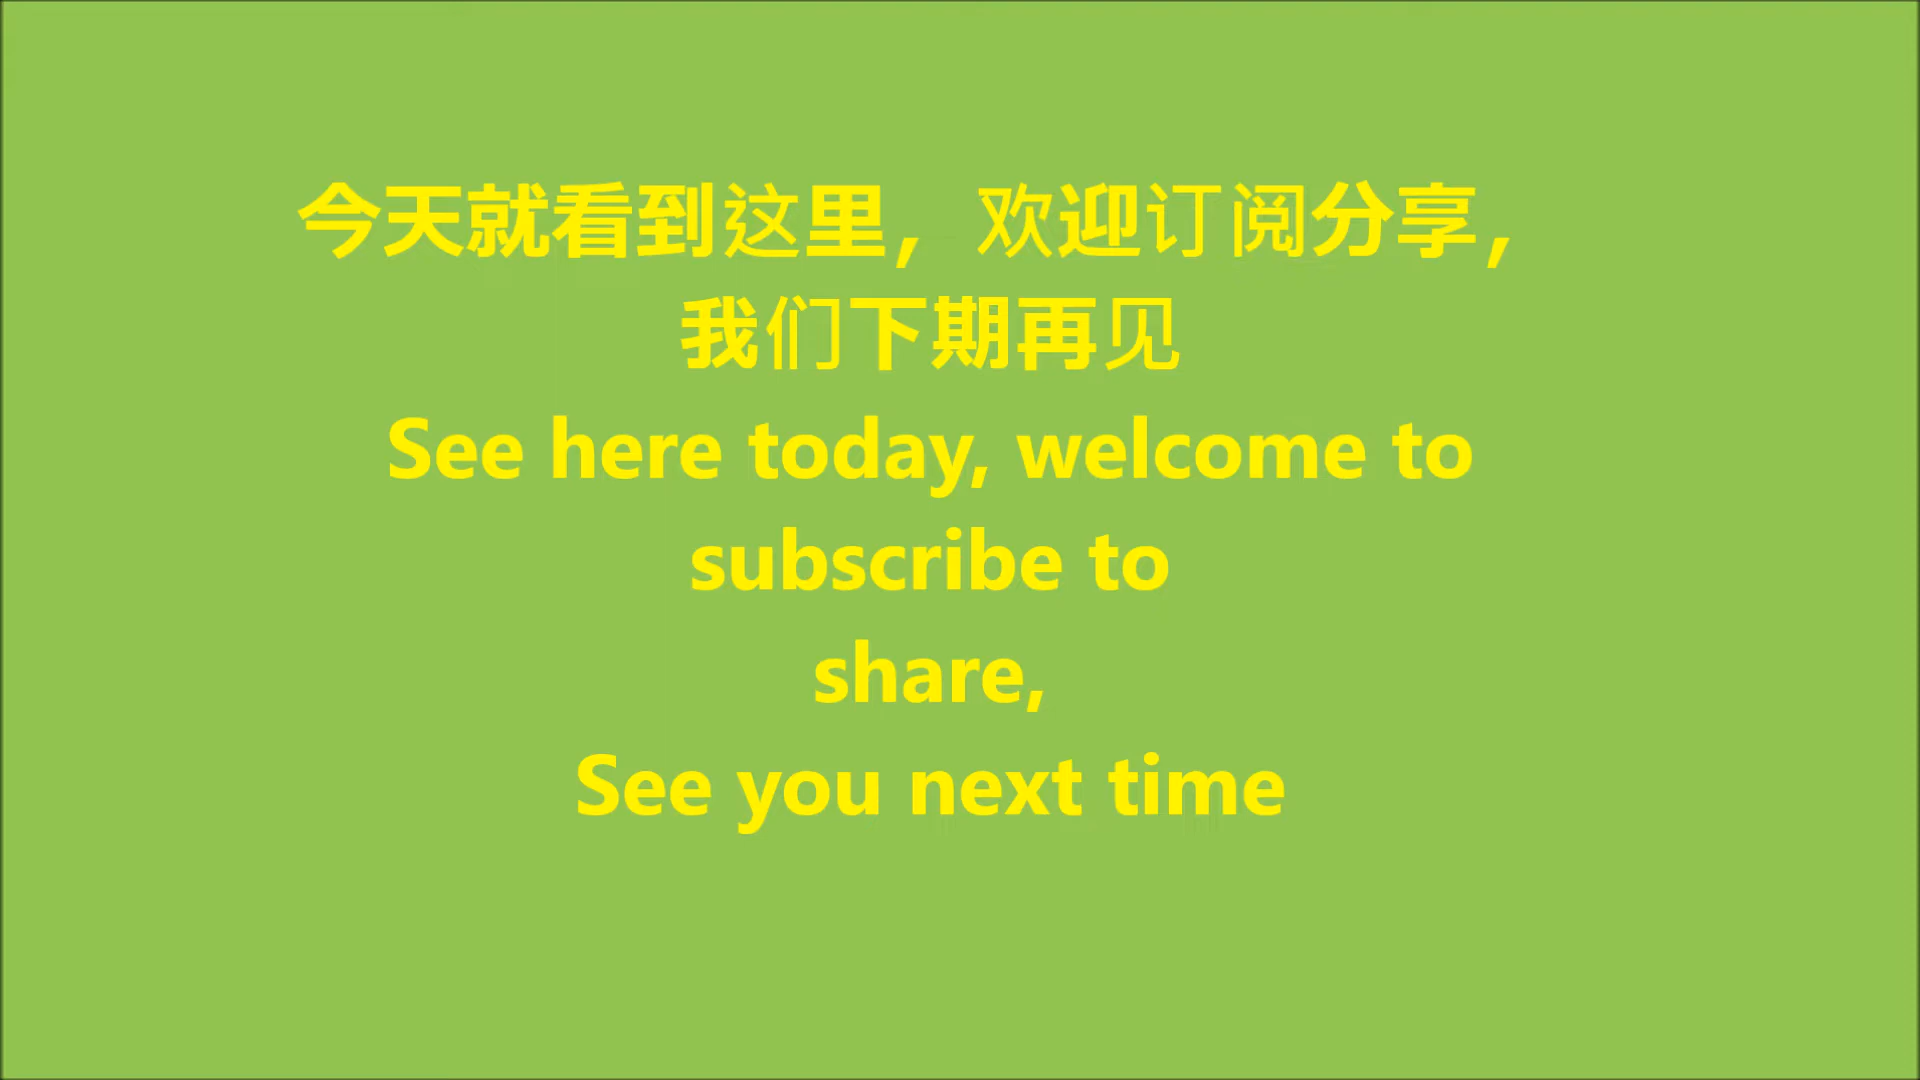 今天就看到这里，欢迎订阅分享，
我们下期再见
See here today, welcome to
subscribe to
share,
See you next time